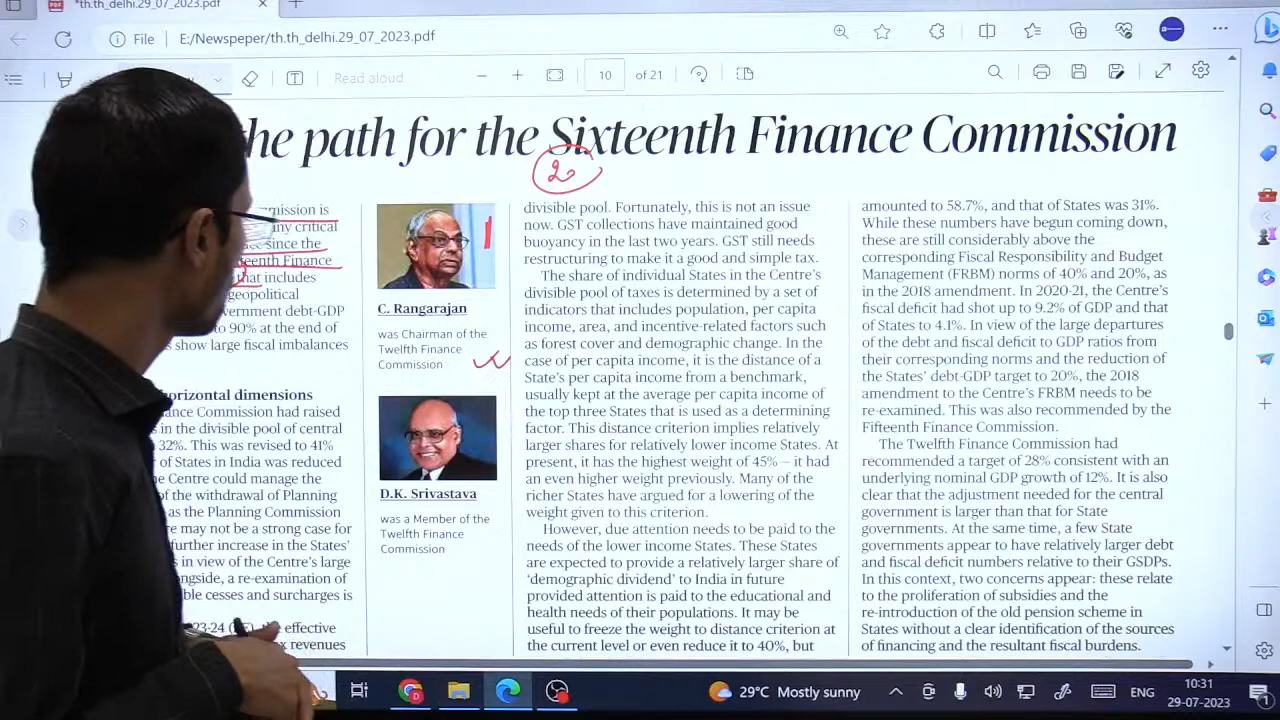 *th.th_delhi.29_07_2023.pdf
File E:/Newspeper/th.th_delhi.29_07_2023.pdf
Read aloud
10 of 21
the path for the Sixteenth Finance Commission
20
mission is
any critical
since the
Finance
that includes
geopolitical
debt-GDP
to 90% at the end of
show large fiscal imbalances
horizontal dimensions
Commission had raised
in the divisible pool of central
32%. This was revised to 41%
of States in India was reduced
Centre could manage the
of the withdrawal of Planning
as the Planning Commission
may not be a strong case for
further increase in the States'
in view of the Centre's large
a re-examination of
cesses and surcharges is
effective
revenues
C. Rangarajan
was Chairman of the
Twelfth Finance
Commission
D.K. Srivastava
was a Member of the
Twelfth Finance
Commission
divisible pool. Fortunately, this is not an issue
now. GST collections have maintained good
buoyancy in the last two years. GST still needs
restructuring to make it a good and simple tax.
The share of individual States in the Centre's
divisible pool of taxes is determined by a set of
indicators that includes population, per capita
income, area, and incentive-related factors such
as forest cover and demographic change. In the
case of per capita income, it is the distance of a
State's per capita income from a benchmark,
usually kept at the average per capita income of
the top three States that is used as a determining
factor. This distance criterion implies relatively
larger shares for relatively lower income States. At
present, it has the highest weight of 45% – it had
an even higher weight previously. Many of the
richer States have argued for a lowering of the
weight given to this criterion.
However, due attention needs to be paid to the
needs of the lower income States. These States
are expected to provide a relatively larger share of
'demographic dividend' to India in future
provided attention is paid to the educational and
health needs of their populations. It may be
useful to freeze the weight to distance criterion at
the current level or even reduce it to 40%, but
amounted to 58.7%, and that of States was 31%.
While these numbers have begun coming down,
these are still considerably above the
corresponding Fiscal Responsibility and Budget
Management (FRBM) norms of 40% and 20%, as
in the 2018 amendment. In 2020-21, the Centre's
fiscal deficit had shot up to 9.2% of GDP and that
of States to 4.1%. In view of the large departures
of the debt and fiscal deficit to GDP ratios from
their corresponding norms and the reduction of
the States' debt-GDP target to 20%, the 2018
amendment to the Centre's FRBM needs to be
re-examined. This was also recommended by the
Fifteenth Finance Commission.
The Twelfth Finance Commission had
recommended a target of 28% consistent with an
underlying nominal GDP growth of 12%. It is also
clear that the adjustment needed for the central
government is larger than that for State
governments. At the same time, a few State
governments appear to have relatively larger debt
and fiscal deficit numbers relative to their GSDPs.
In this context, two concerns appear: these relate
to the proliferation of subsidies and the
re-introduction of the old pension scheme in
States without a clear identification of the sources
of financing and the resultant fiscal burdens.
29°C Mostly sunny
ENG
10:31
29-07-2023